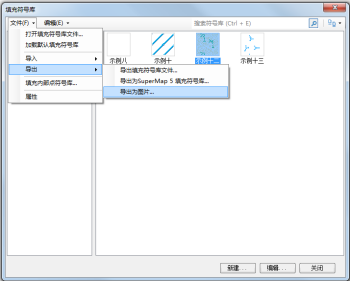 填充符号库
文件(F) 编辑(E) 搜索符号库 (Ctrl + E)
打开填充符号库文件...
加载默认填充符号库
导入
导出
填充内部点符号库...
属性
示例八 示例十 示例十二 示例十三
导出填充符号库文件...
导出为SuperMap 5 填充符号库...
导出为图片...
新建... 编辑... 关闭